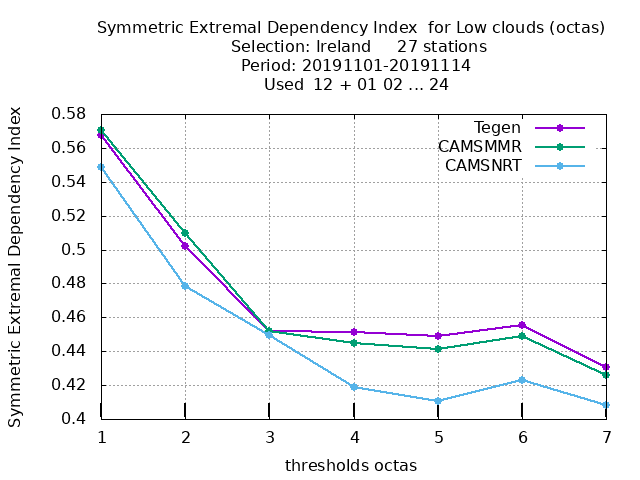 Symmetric Extremal Dependency Index  for Low clouds (octas)
Selection: Ireland     27 stations
Period: 20191101-20191114
Used  12 + 01 02 ... 24
Symmetric Extremal Dependency Index
0.58
0.56
0.54
0.52
0.5
0.48
0.46
0.44
0.42
0.4
Tegen
CAMSMMR
CAMSNRT
1 2 3 4 5 6 7
thresholds octas